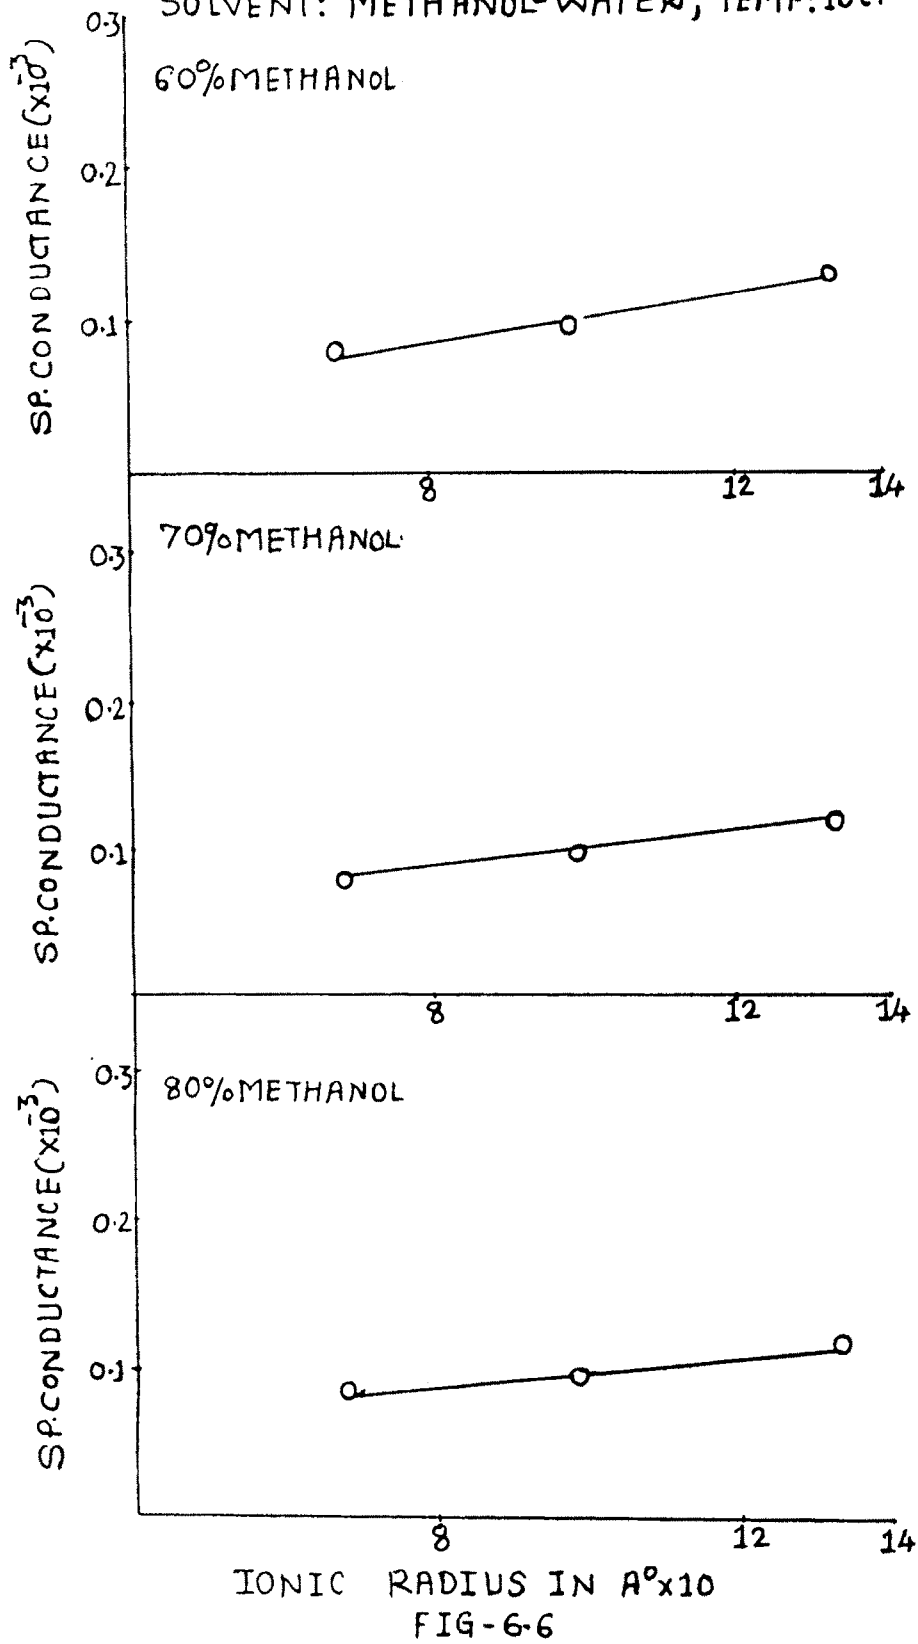 SOLVENT: METHANOL-WATER, TEMP:
0.3
60% METHANOL
SP. CONDUCTANCE (x10⁻³)
0.2
0.1
8 12 14
70% METHANOL
0.3
SP. CONDUCTANCE (x10⁻³)
0.2
0.1
8 12 14
0.3
80% METHANOL
SP. CONDUCTANCE (x10⁻³)
0.2
0.1
8 12 14
IONIC RADIUS IN A°x10
FIG-6.6